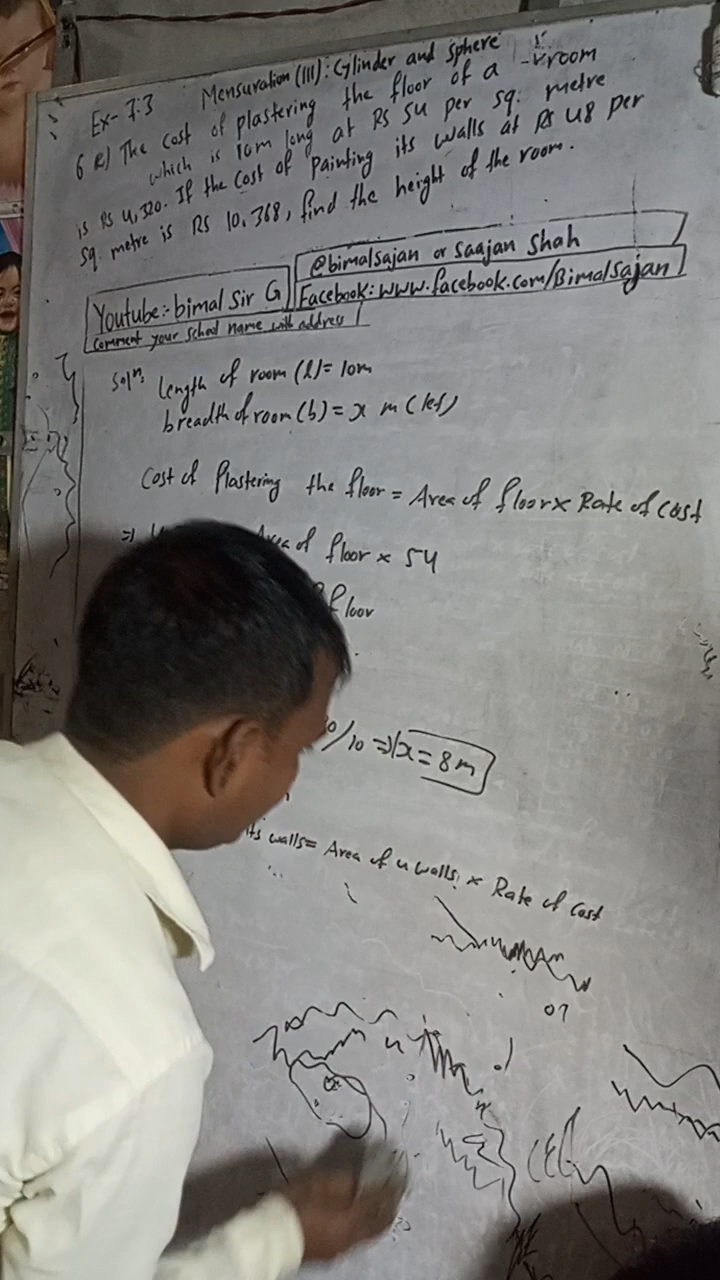 Ex- 7.3 Mensuration (III): Cylinder and sphere
6 e) The cost of plastering the floor of a room
which is 10m long at Rs 54 per sq. metre
is Rs 4,320. If the cost of painting its walls at Rs 48 per
sq. metre is Rs 10,368, find the height of the room.
@bimalsajan or Saajan Shah
Youtube:- bimal Sir G
Facebook: www.facebook.com/Bimalsajan
Comment your school name with address
Solⁿ: Length of room (l) = 10m
breadth of room (b) = x m (let)
Cost of Plastering the floor = Area of floor x Rate of cost
=> Area of floor x 54
floor
/10 => x = 8 m
its walls = Area of 4 walls x Rate of cost